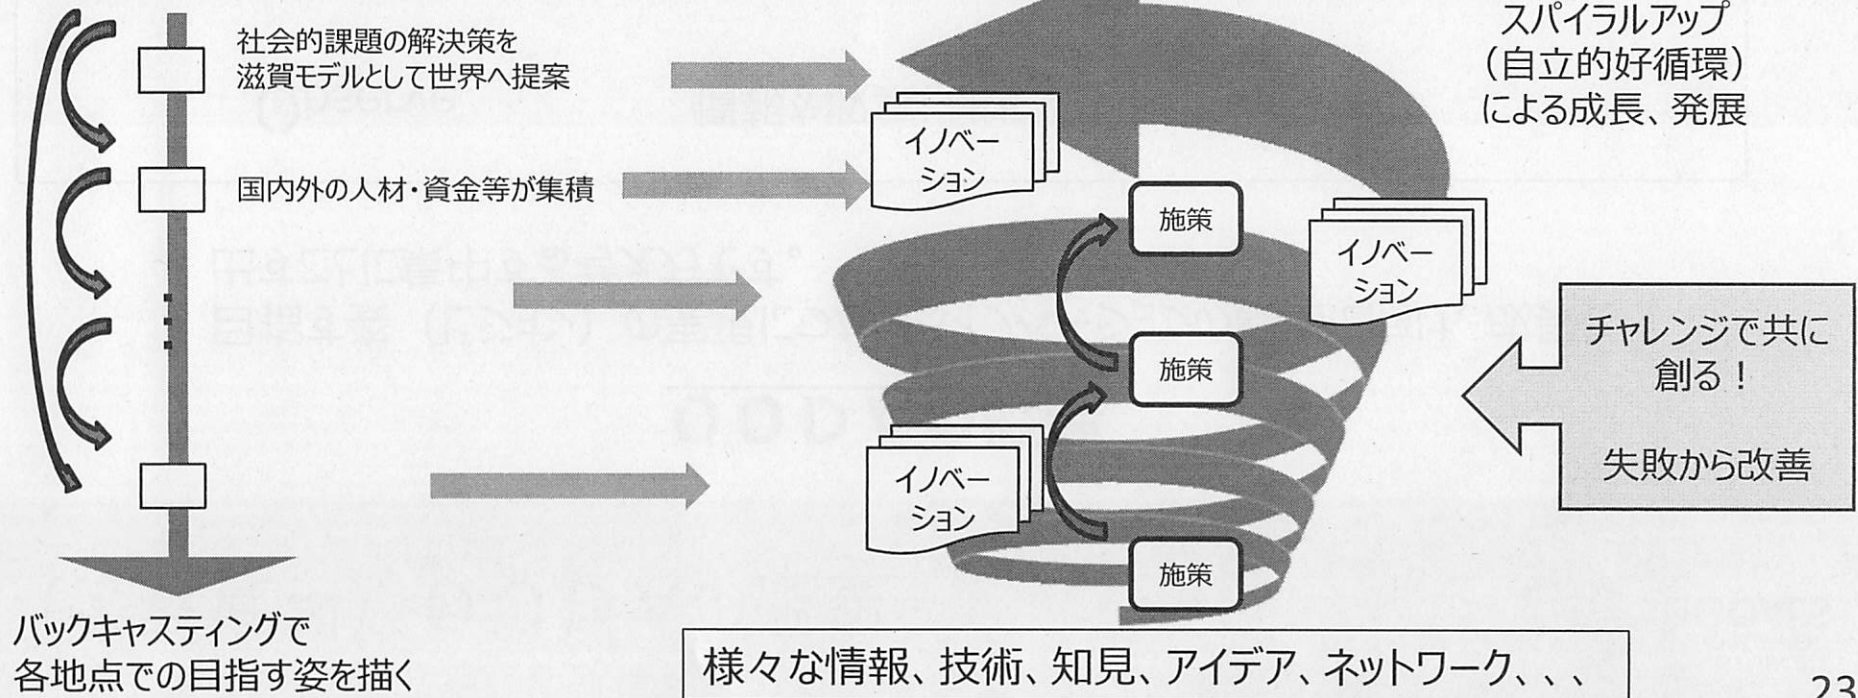 社会的課題の解決策を
滋賀モデルとして世界へ提案
国内外の人材・資金等が集積
バックキャスティングで
各地点での目指す姿を描く
スパイラルアップ
（自立的好循環）
による成長、発展
イノベー
ション
施策
イノベー
ション
施策
イノベー
ション
施策
チャレンジで共に
創る！
失敗から改善
様々な情報、技術、知見、アイデア、ネットワーク、、、
23